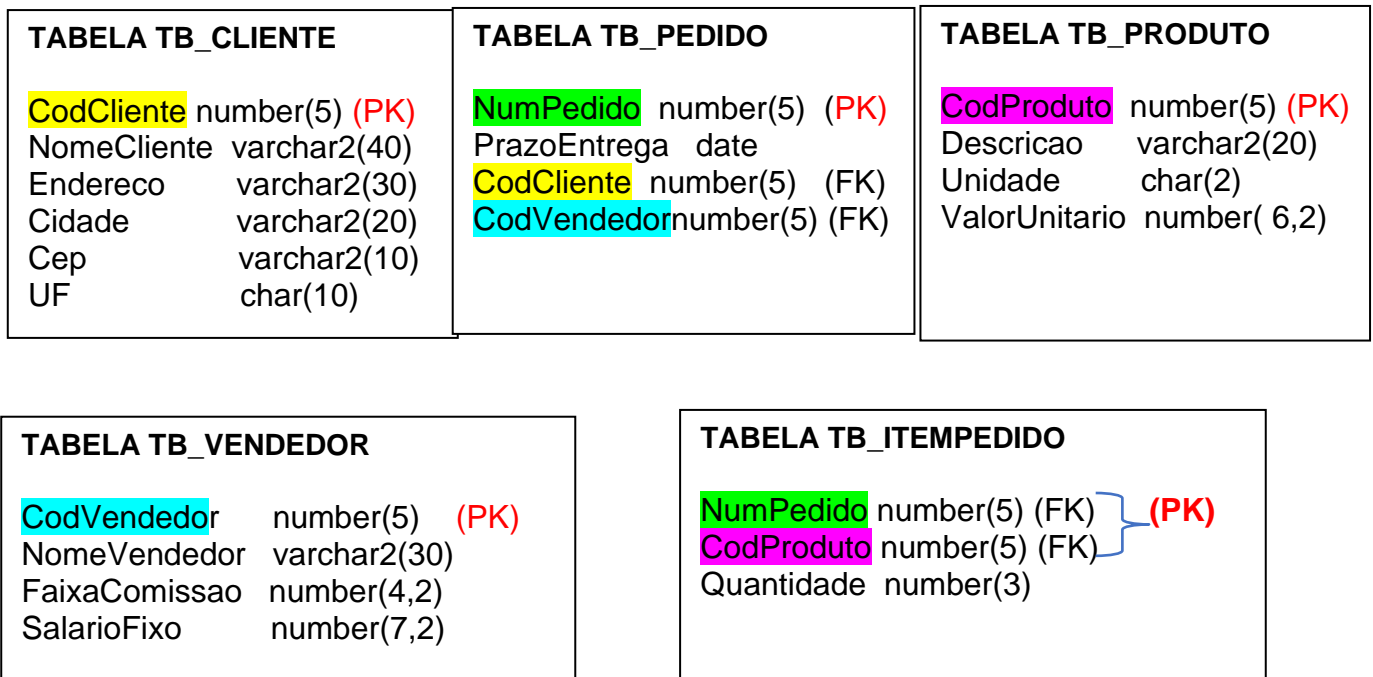 TABELA TB_CLIENTE
CodCliente number(5) (PK)
NomeCliente varchar2(40)
Endereco varchar2(30)
Cidade varchar2(20)
Cep varchar2(10)
UF char(10)
TABELA TB_PEDIDO
NumPedido number(5) (PK)
PrazoEntrega date
CodCliente number(5) (FK)
CodVendedornumber(5) (FK)
TABELA TB_PRODUTO
CodProduto number(5) (PK)
Descricao varchar2(20)
Unidade char(2)
ValorUnitario number( 6,2)
TABELA TB_VENDEDOR
CodVendedor number(5) (PK)
NomeVendedor varchar2(30)
FaixaComissao number(4,2)
SalarioFixo number(7,2)
TABELA TB_ITEMPEDIDO
NumPedido number(5) (FK) (PK)
CodProduto number(5) (FK)
Quantidade number(3)